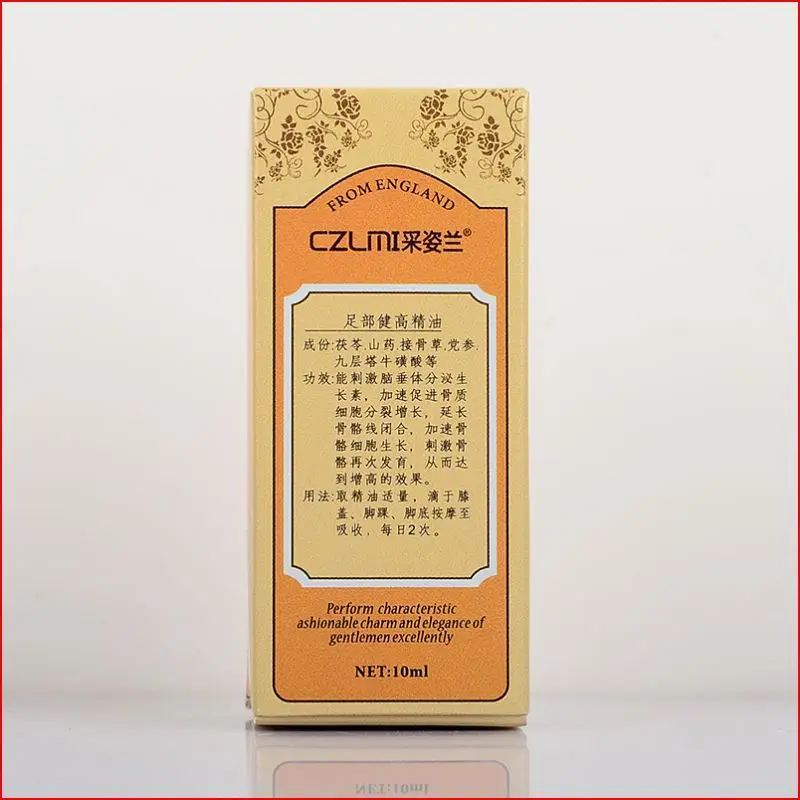 FROM ENGLAND
CZLMI采姿兰®
足部健高精油
成份:茯苓.山药.接骨草.党参.
九层塔牛磺酸等
功效:能刺激脑垂体分泌生
长素，加速促进骨质
细胞分裂增长，延长
骨骼线闭合，加速骨
骼细胞生长，刺激骨
骼再次发育，从而达
到增高的效果。
用法:取精油适量，滴于膝
盖、脚踝、脚底按摩至
吸收，每日2次。
Perform characteristic
ashionable charm and elegance of
gentlemen excellently
NET:10ml